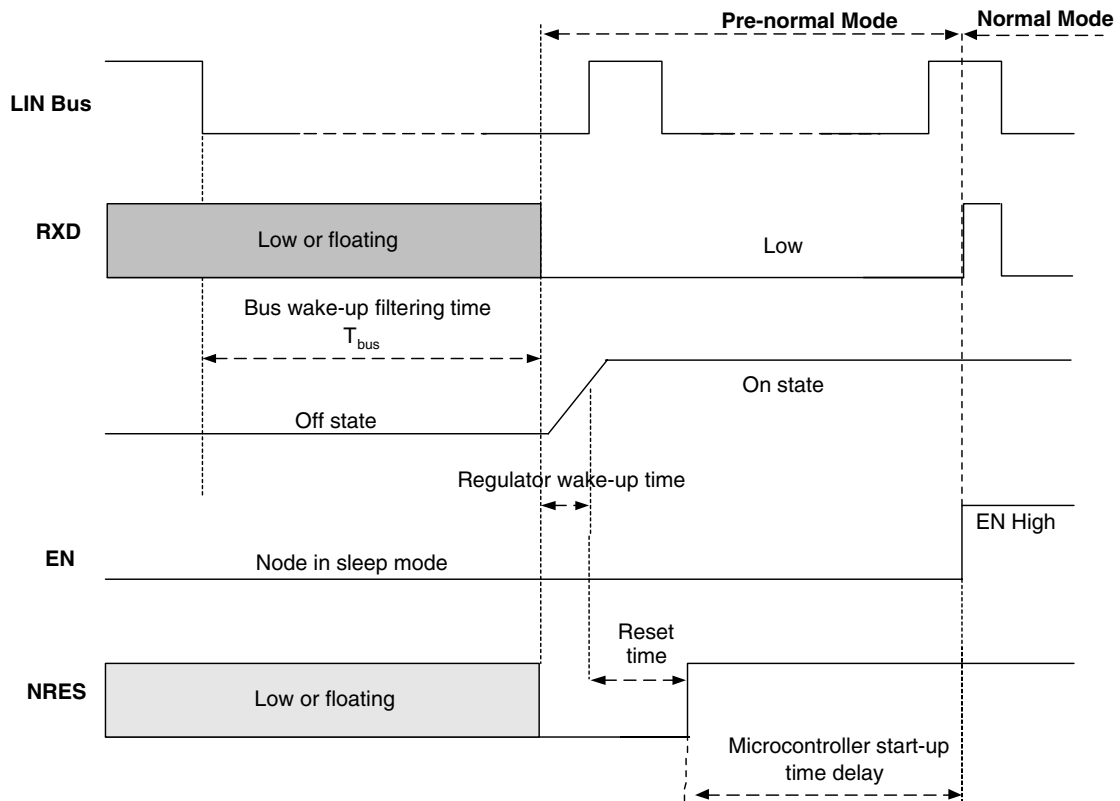 Pre-normal Mode
Normal Mode
LIN Bus
RXD
Low or floating
Low
Bus wake-up filtering time
Tbus
On state
Off state
Regulator wake-up time
EN High
EN
Node in sleep mode
Reset
time
NRES
Low or floating
Microcontroller start-up
time delay